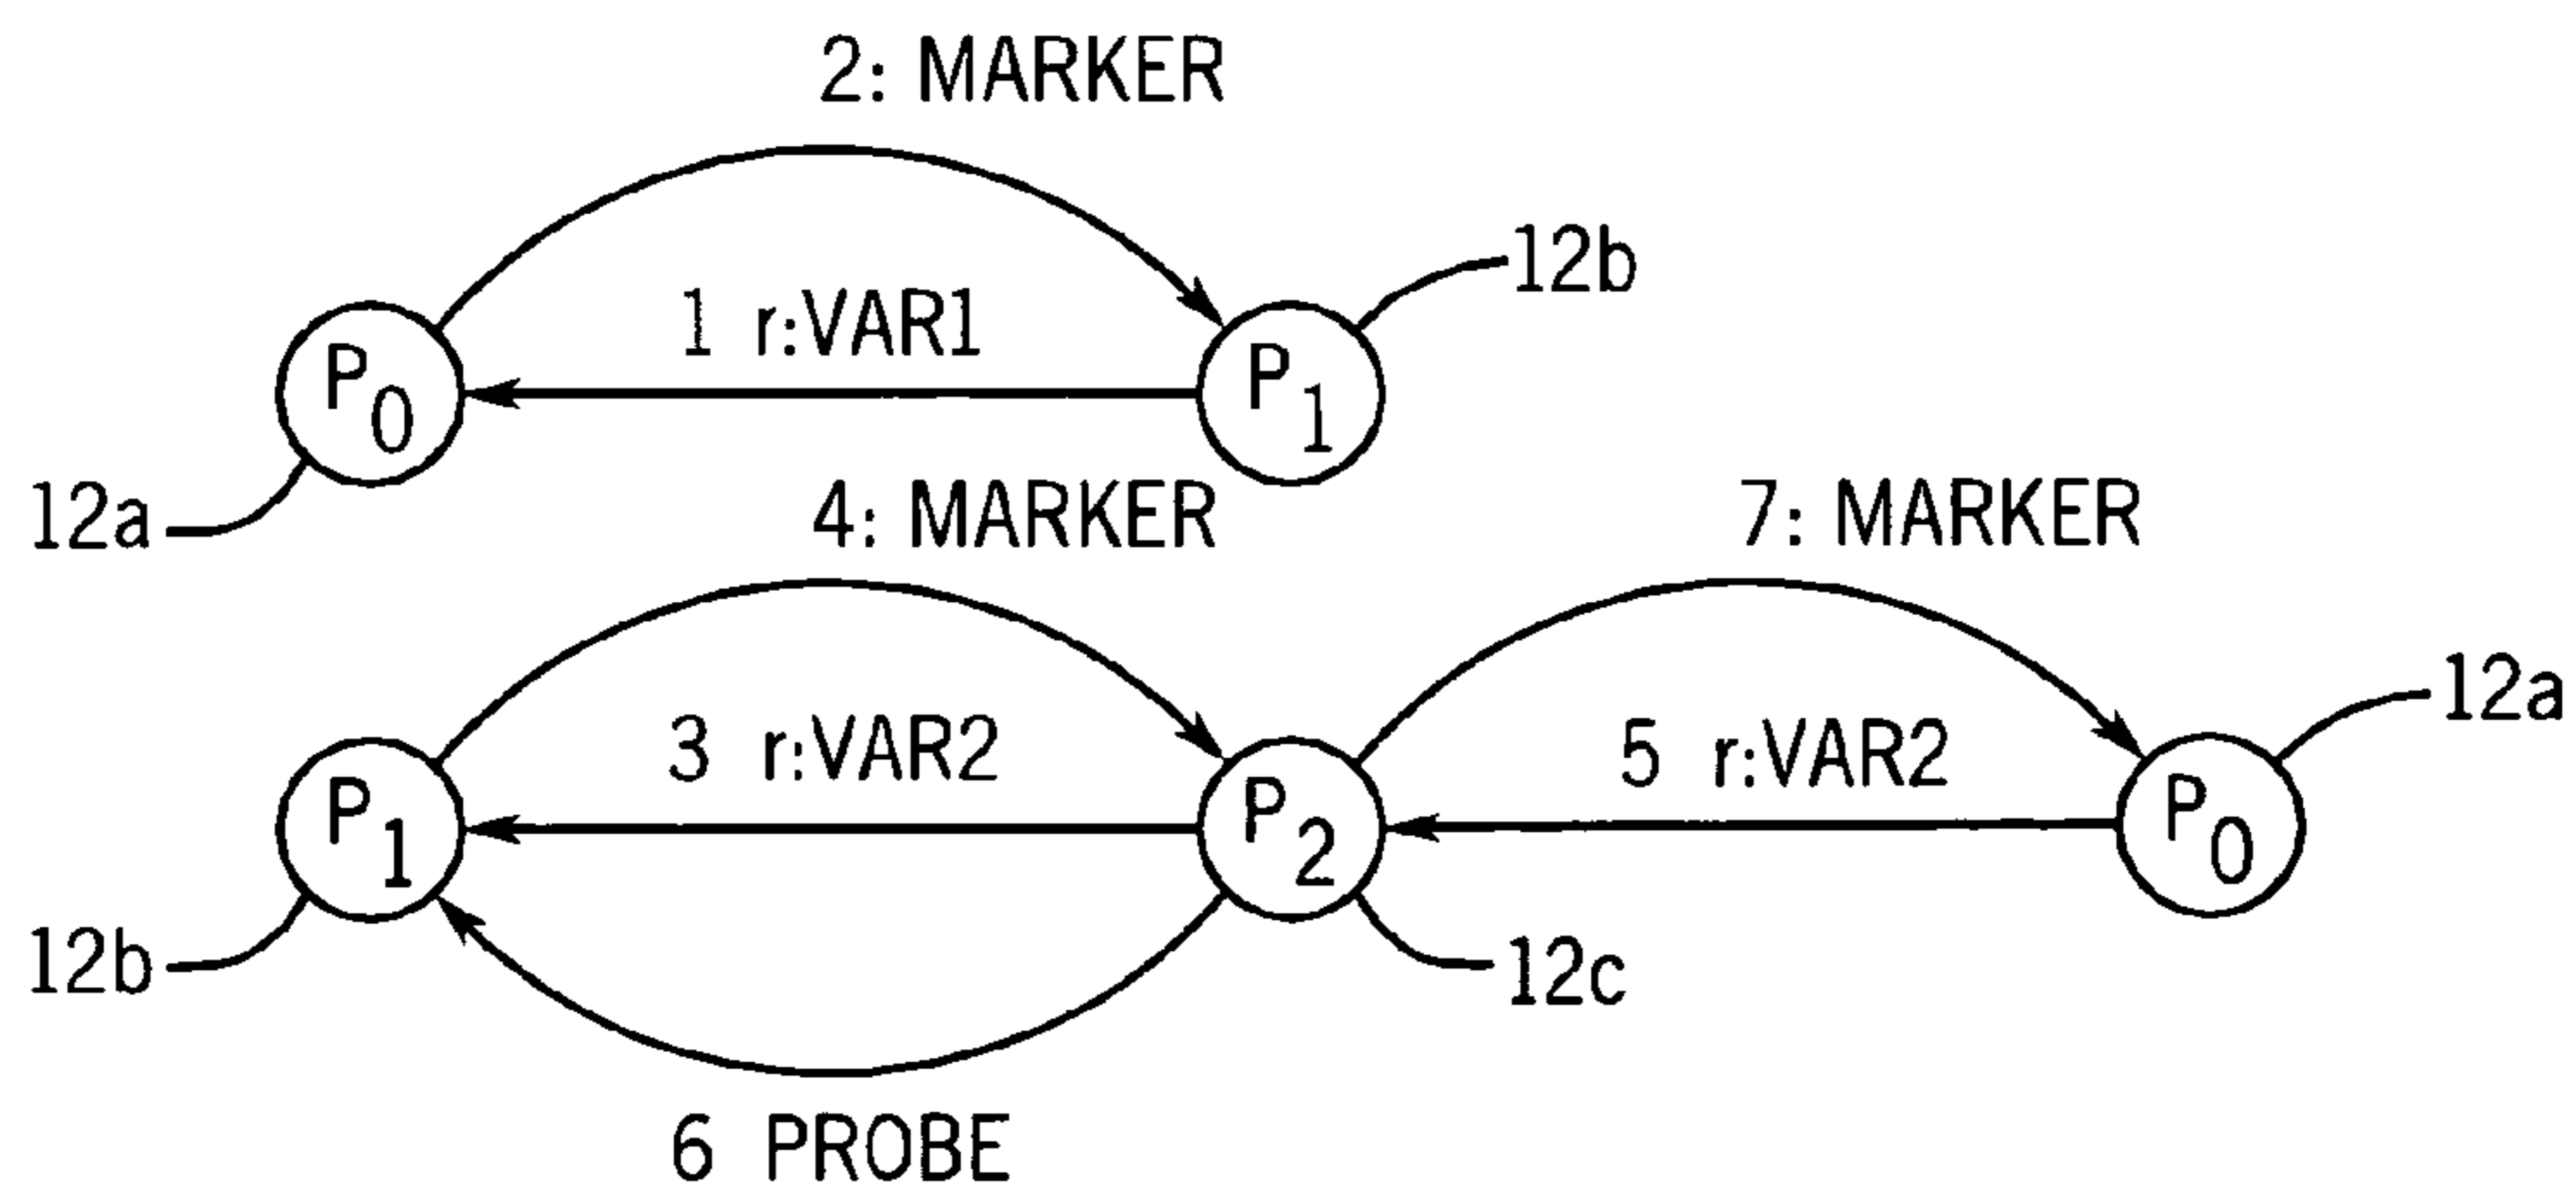 2: MARKER
12b
1 r:VAR1
P0
P1
12a
4: MARKER
7: MARKER
12a
3 r:VAR2
5 r:VAR2
P1
P2
P0
12b
12c
6 PROBE